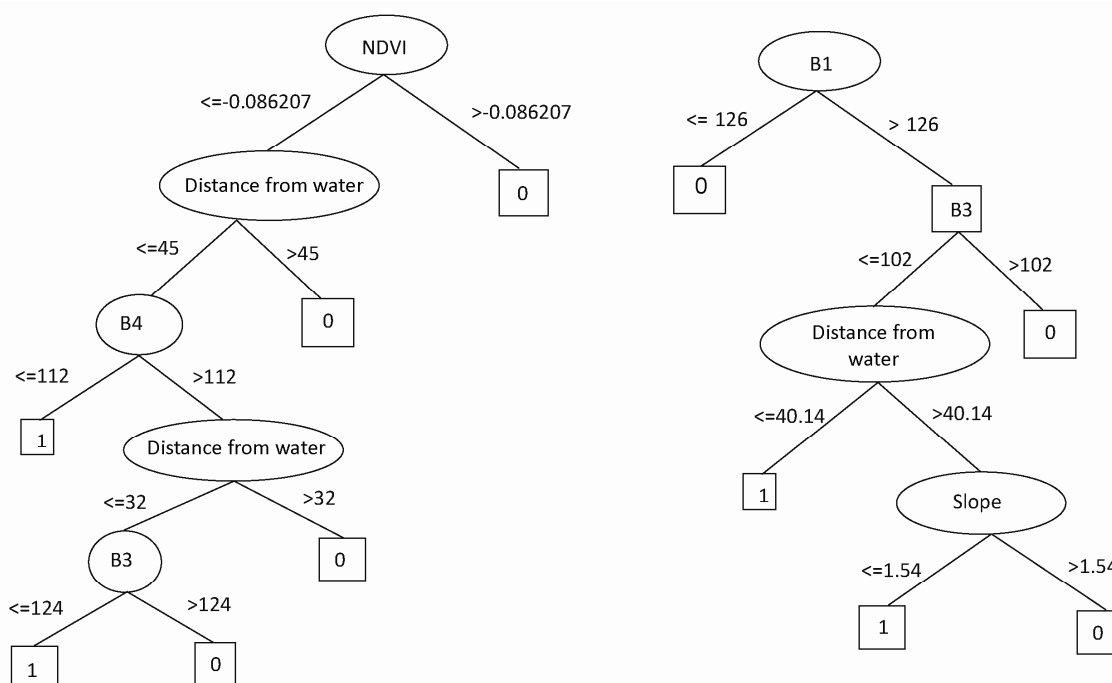 NDVI
<=-0.086207
>-0.086207
Distance from water
0
<=45
>45
B4
0
<=112
>112
1
Distance from water
<=32
>32
B3
0
<=124
>124
1
0
B1
<= 126
> 126
0
B3
<=102
>102
Distance from
water
0
<=40.14
>40.14
1
Slope
<=1.54
>1.54
1
0